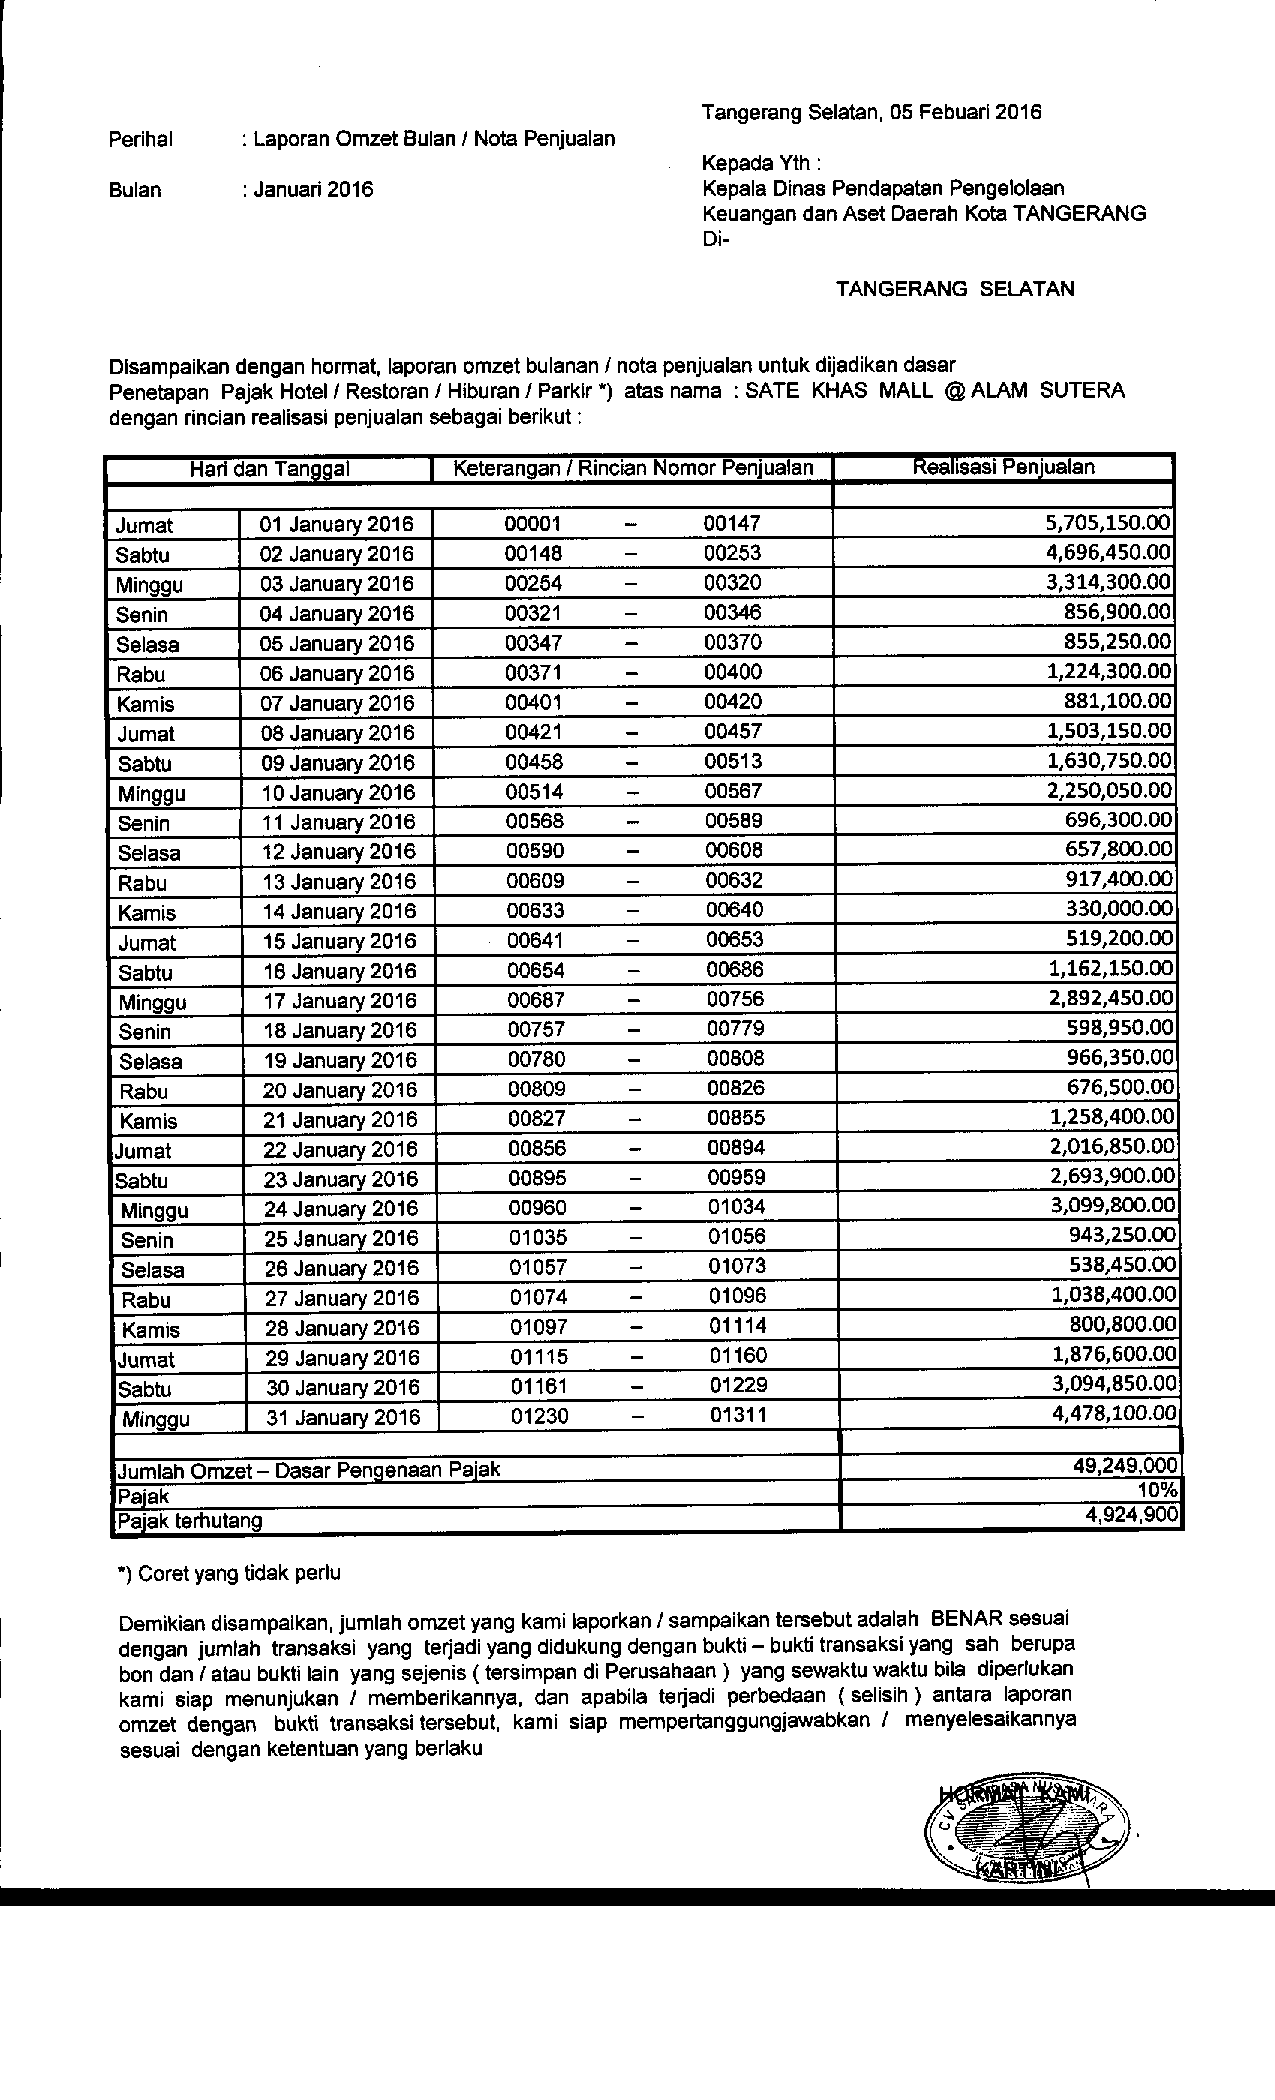 Tangerang Selatan, 05 Febuari 2016
Perihal : Laporan Omzet Bulan / Nota Penjualan
Kepada Yth :
Bulan : Januari 2016 Kepala Dinas Pendapatan Pengelolaan
Keuangan dan Aset Daerah Kota TANGERANG
Di-
TANGERANG SELATAN
Disampaikan dengan hormat, laporan omzet bulanan / nota penjualan untuk dijadikan dasar
Penetapan Pajak Hotel / Restoran / Hiburan / Parkir *) atas nama : SATE KHAS MALL @ ALAM SUTERA
dengan rincian realisasi penjualan sebagai berikut :
Hari dan Tanggal Keterangan / Rincian Nomor Penjualan Realisasi Penjualan
Jumat 01 January 2016 00001 – 00147 5,705,150.00
Sabtu 02 January 2016 00148 – 00253 4,696,450.00
Minggu 03 January 2016 00254 – 00320 3,314,300.00
Senin 04 January 2016 00321 – 00346 856,900.00
Selasa 05 January 2016 00347 – 00370 855,250.00
Rabu 06 January 2016 00371 – 00400 1,224,300.00
Kamis 07 January 2016 00401 – 00420 881,100.00
Jumat 08 January 2016 00421 – 00457 1,503,150.00
Sabtu 09 January 2016 00458 – 00513 1,630,750.00
Minggu 10 January 2016 00514 – 00567 2,250,050.00
Senin 11 January 2016 00568 – 00589 696,300.00
Selasa 12 January 2016 00590 – 00608 657,800.00
Rabu 13 January 2016 00609 – 00632 917,400.00
Kamis 14 January 2016 00633 – 00640 330,000.00
Jumat 15 January 2016 00641 – 00653 519,200.00
Sabtu 16 January 2016 00654 – 00686 1,162,150.00
Minggu 17 January 2016 00687 – 00756 2,892,450.00
Senin 18 January 2016 00757 – 00779 598,950.00
Selasa 19 January 2016 00780 – 00808 966,350.00
Rabu 20 January 2016 00809 – 00826 676,500.00
Kamis 21 January 2016 00827 – 00855 1,258,400.00
Jumat 22 January 2016 00856 – 00894 2,016,850.00
Sabtu 23 January 2016 00895 – 00959 2,693,900.00
Minggu 24 January 2016 00960 – 01034 3,099,800.00
Senin 25 January 2016 01035 – 01056 943,250.00
Selasa 26 January 2016 01057 – 01073 538,450.00
Rabu 27 January 2016 01074 – 01096 1,038,400.00
Kamis 28 January 2016 01097 – 01114 800,800.00
Jumat 29 January 2016 01115 – 01160 1,876,600.00
Sabtu 30 January 2016 01161 – 01229 3,094,850.00
Minggu 31 January 2016 01230 – 01311 4,478,100.00
Jumlah Omzet – Dasar Pengenaan Pajak 49,249,000
Pajak 10%
Pajak terhutang 4,924,900
*) Coret yang tidak perlu
Demikian disampaikan, jumlah omzet yang kami laporkan / sampaikan tersebut adalah BENAR sesuai
dengan jumlah transaksi yang terjadi yang didukung dengan bukti – bukti transaksi yang sah berupa
bon dan / atau bukti lain yang sejenis ( tersimpan di Perusahaan ) yang sewaktu waktu bila diperlukan
kami siap menunjukan / memberikannya, dan apabila terjadi perbedaan ( selisih ) antara laporan
omzet dengan bukti transaksi tersebut, kami siap mempertanggungjawabkan / menyelesaikannya
sesuai dengan ketentuan yang berlaku
HORMAT KAMI
KARTINI